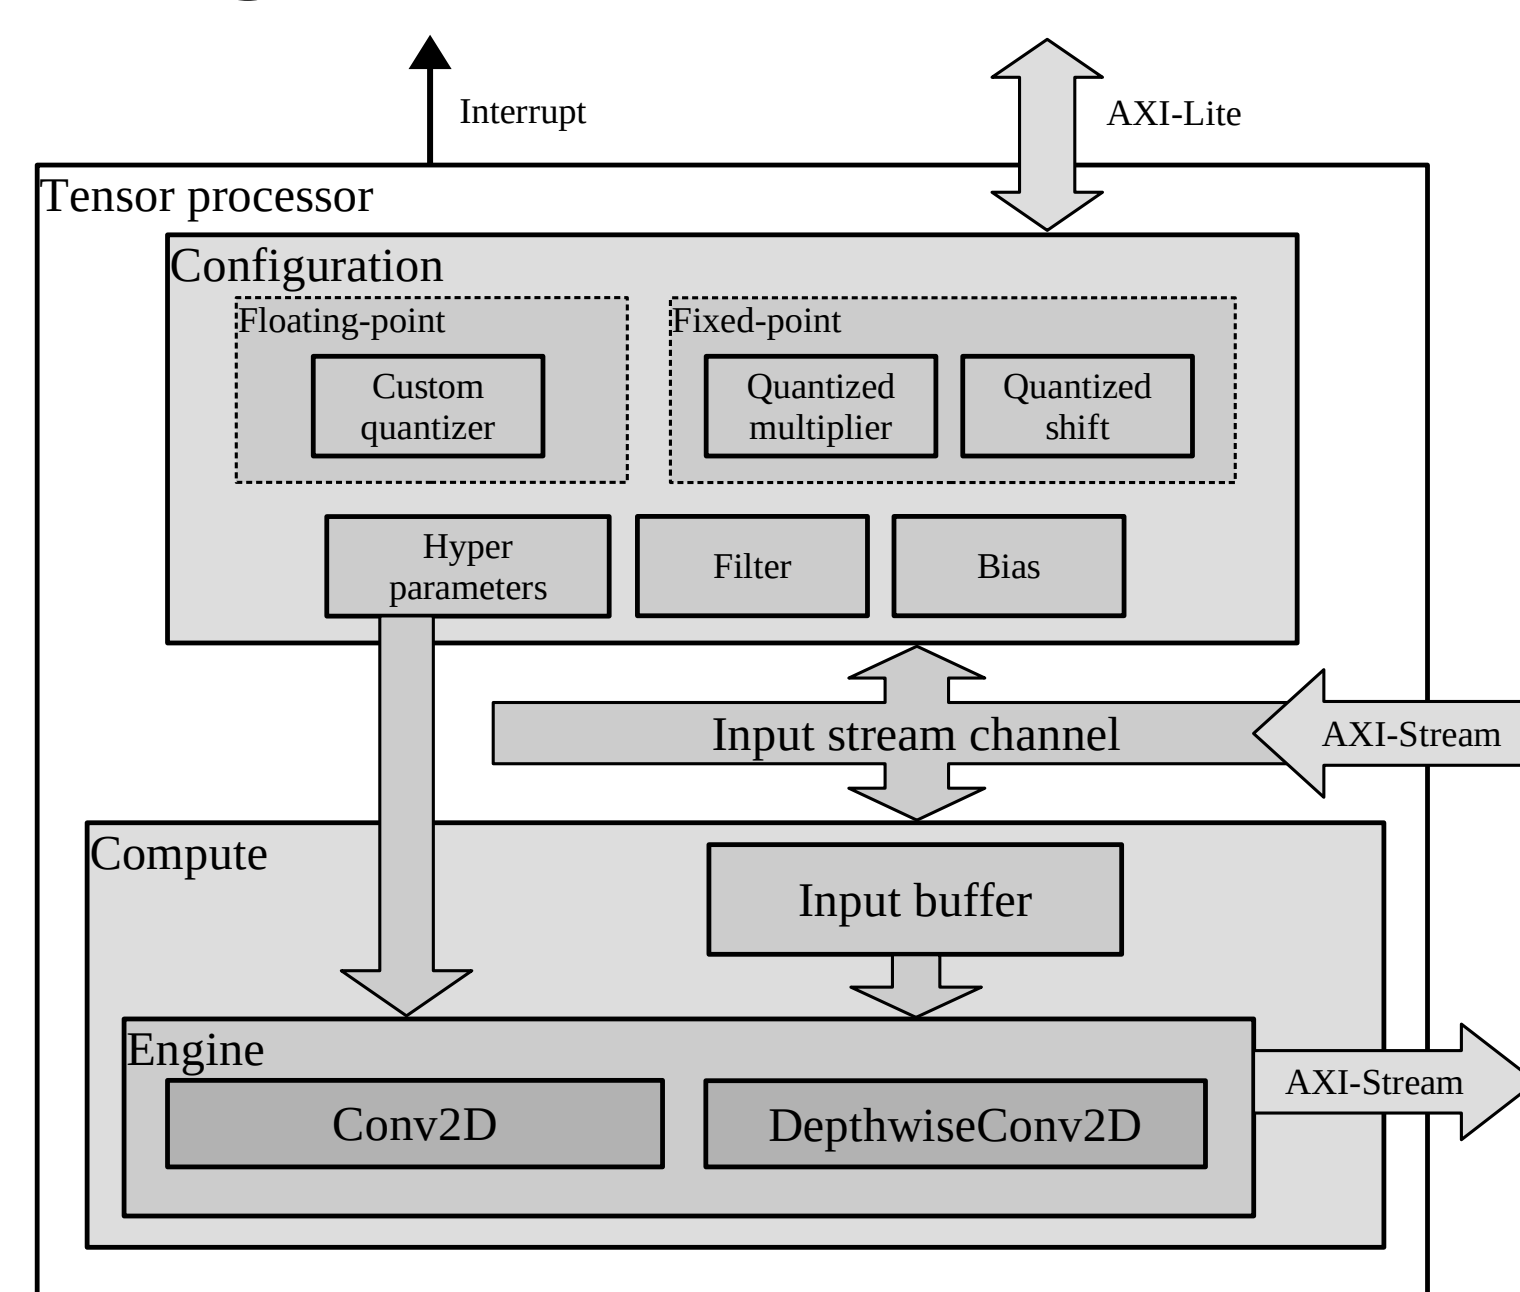 Interrupt
AXI-Lite
Tensor processor
Configuration
Floating-point
Custom
quantizer
Fixed-point
Quantized
multiplier
Quantized
shift
Hyper
parameters
Filter
Bias
Input stream channel
AXI-Stream
Compute
Input buffer
Engine
Conv2D
DepthwiseConv2D
AXI-Stream